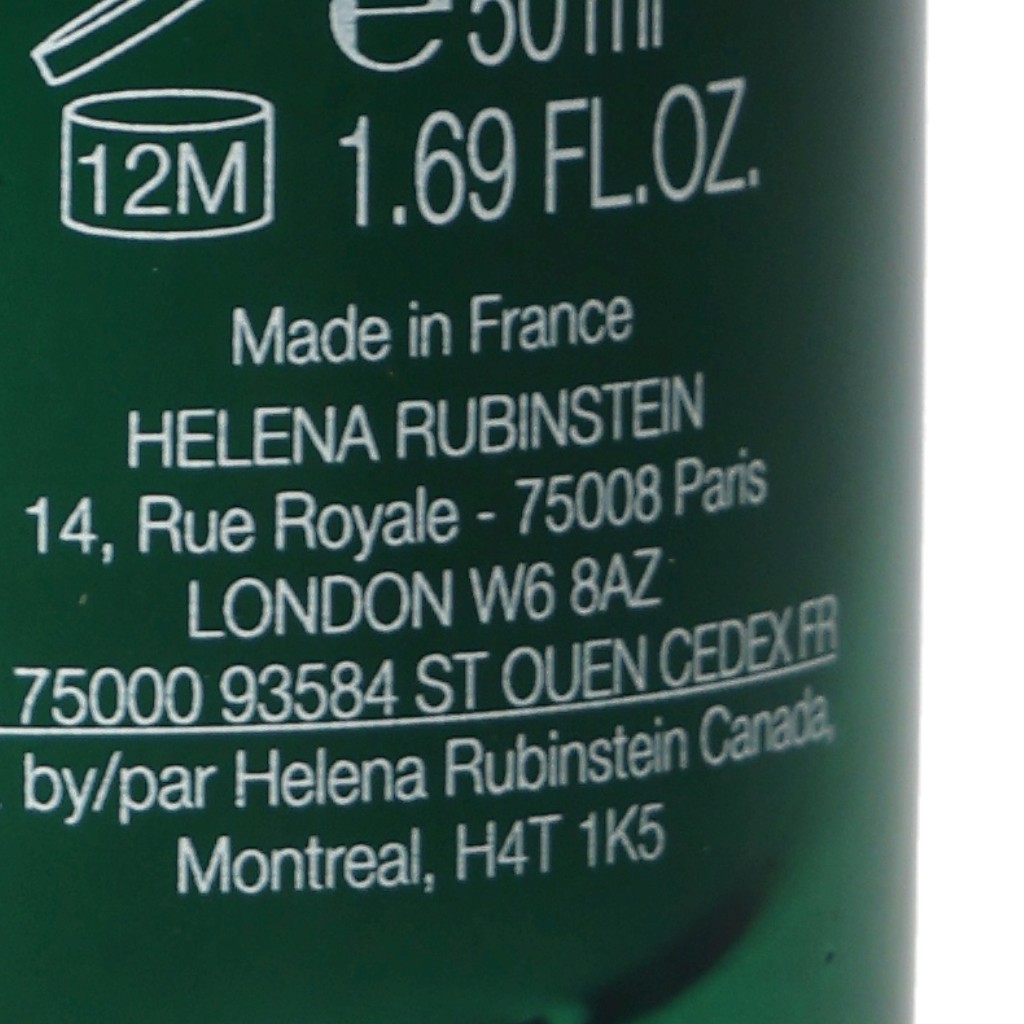 ℮ 50 ml
12M 1.69 FL.OZ.
Made in France
HELENA RUBINSTEIN
14, Rue Royale - 75008 Paris
LONDON W6 8AZ
75000 93584 ST OUEN CEDEX FR
by/par Helena Rubinstein Canada,
Montreal, H4T 1K5